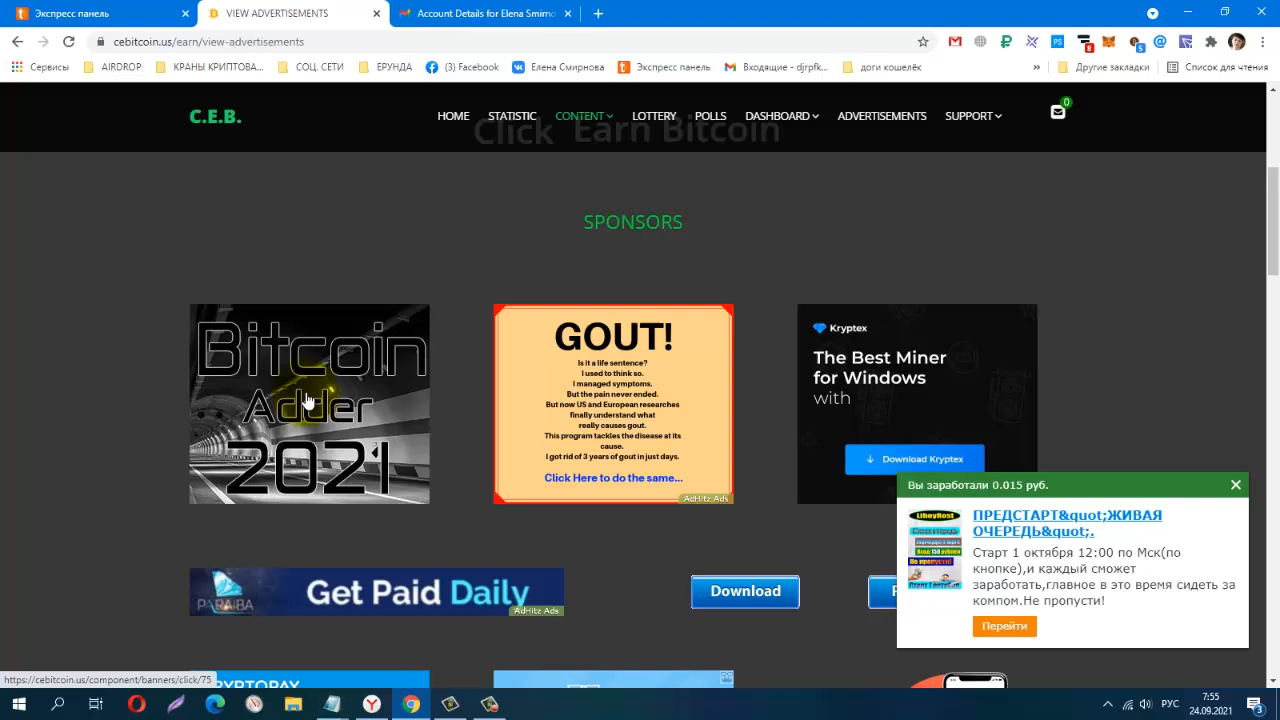 Экспресс панель
VIEW ADVERTISEMENTS
Account Details for Elena Smirno
cebitcoin.us/earn/view-advertisements
Сервисы
AIRDROP
КРАНЫ КРИПТОВА...
СОЦ. СЕТИ
ЕРУНДА
(3) Facebook
Елена Смирнова
Экспресс панель
Входящие - djrpfk...
доги кошелёк
»
Другие закладки
Список для чтения
C.E.B.
HOME
STATISTIC
CONTENT
LOTTERY
POLLS
DASHBOARD
ADVERTISEMENTS
SUPPORT
0
Click Earn Bitcoin
SPONSORS
Bitcoin
Adder
2021
GOUT!
Is it a life sentence?
I used to think so.
I managed symptoms.
But the pain never ended.
But now US and European researches
finally understand what
really causes gout.
This program tackles the disease at its
cause.
I got rid of 3 years of gout in just days.
Click Here to do the same...
AdHitz Ads
Kryptex
The Best Miner
for Windows
with
Download Kryptex
PARAIBA
Get Paid Daily
AdHitz Ads
Download
Вы заработали 0.015 руб.
ПРЕДСТАРТ&quot;ЖИВАЯ
ОЧЕРЕДЬ&quot;.
Старт 1 октября 12:00 по Мск(по
кнопке),и каждый сможет
заработать,главное в это время сидеть за
компом.Не пропусти!
Перейти
https://cebitcoin.us/component/banners/click/75
CRYPTOPAY
РУС
7:55
24.09.2021
3